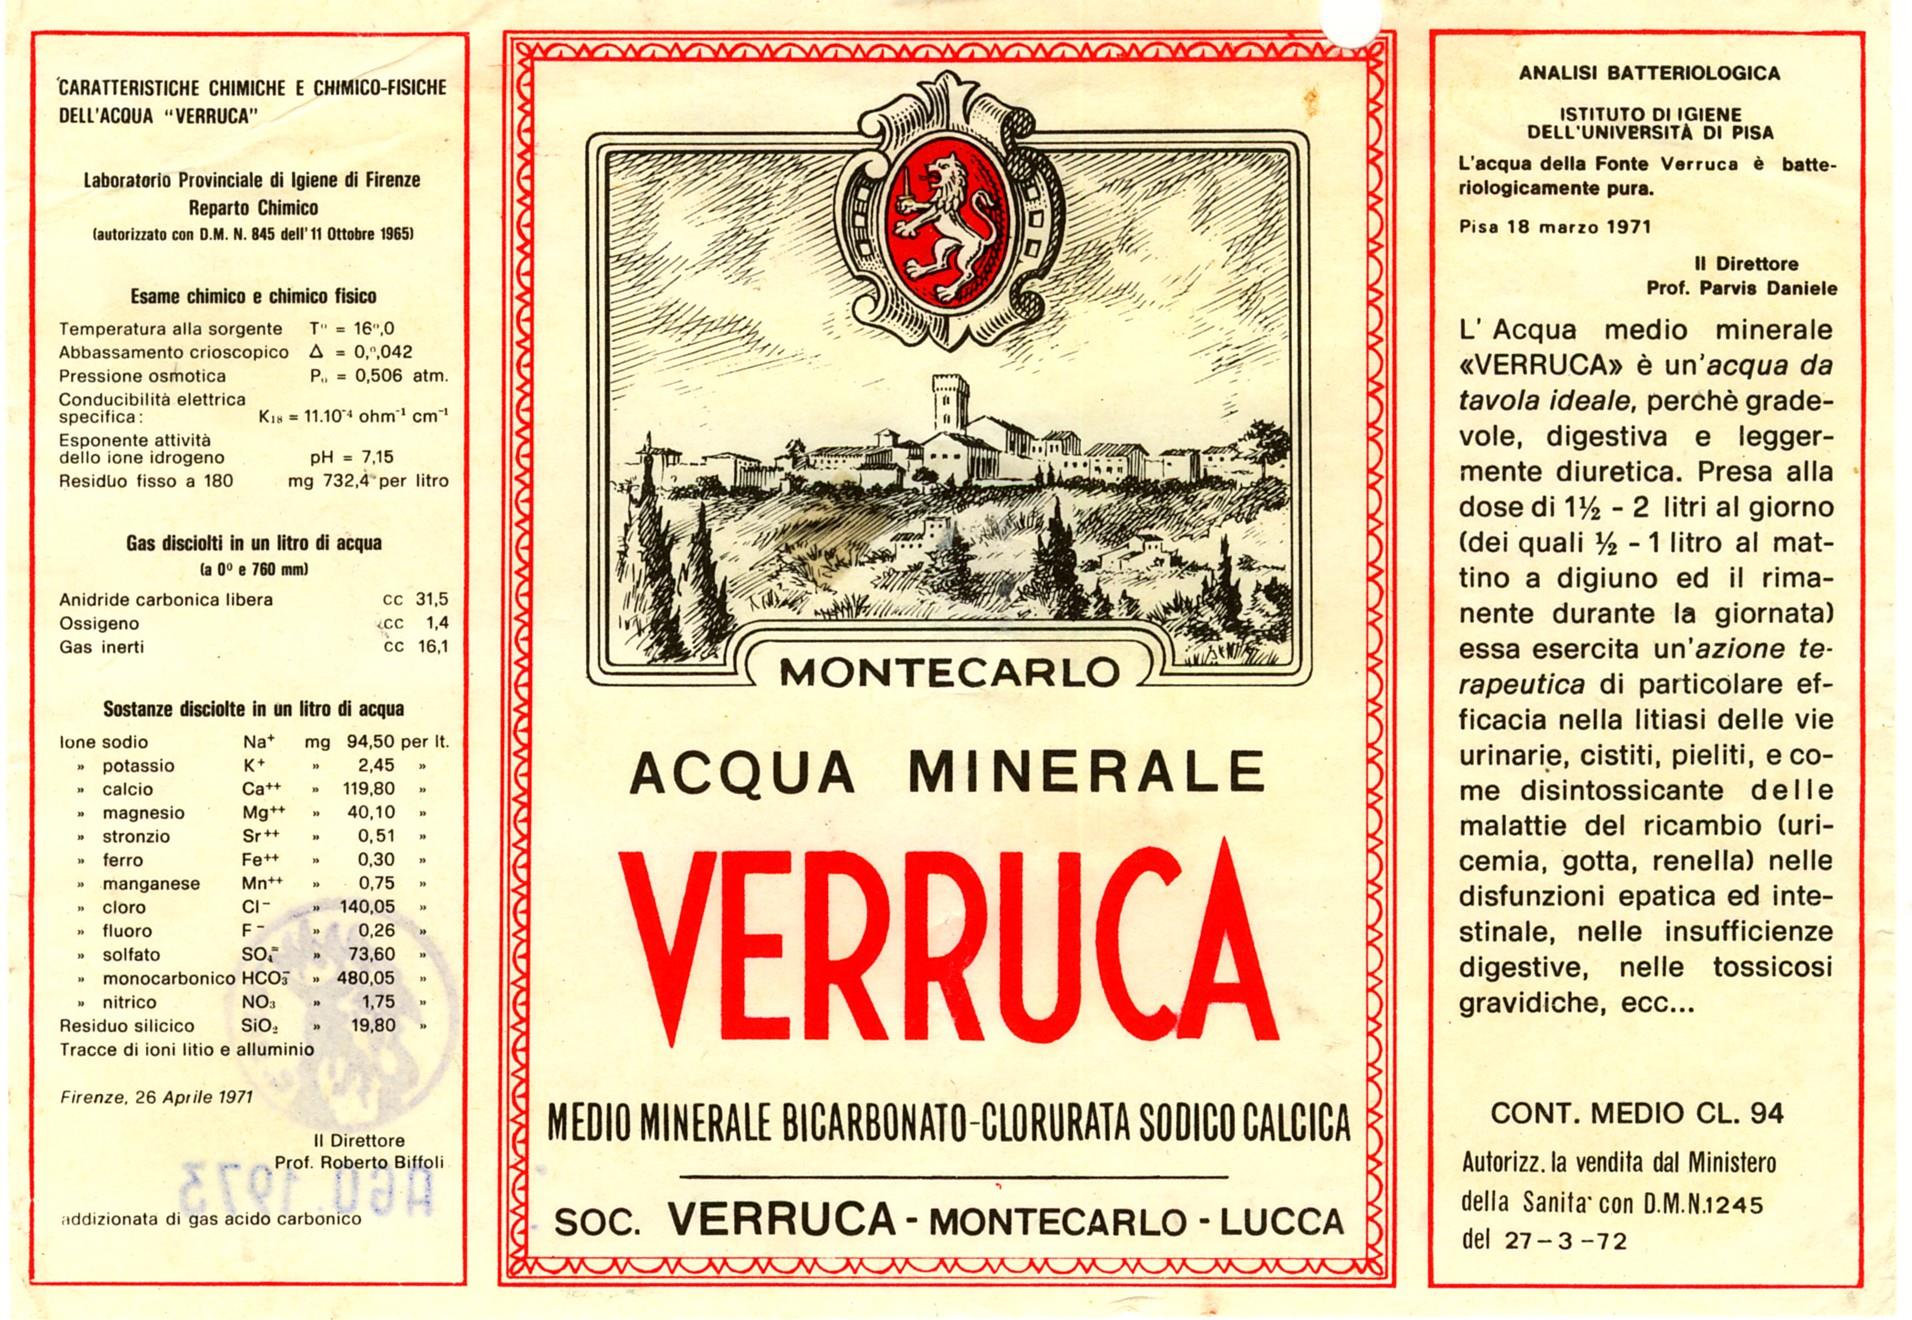 CARATTERISTICHE CHIMICHE E CHIMICO-FISICHE
DELL'ACQUA "VERRUCA"
Laboratorio Provinciale di Igiene di Firenze
Reparto Chimico
(autorizzato con D.M. N. 845 dell'11 Ottobre 1965)
Esame chimico e chimico fisico
Temperatura alla sorgente T° = 16°,0
Abbassamento crioscopico Δ = 0,°,042
Pressione osmotica P₀ = 0,506 atm.
Conducibilità elettrica
specifica: K₁₈ = 11.10⁻⁴ ohm⁻¹ cm⁻¹
Esponente attività
dello ione idrogeno pH = 7,15
Residuo fisso a 180 mg 732,4 per litro
Gas disciolti in un litro di acqua
(a 0° e 760 mm)
Anidride carbonica libera cc 31,5
Ossigeno cc 1,4
Gas inerti cc 16,1
Sostanze disciolte in un litro di acqua
Ione sodio Na⁺ mg 94,50 per lt.
» potassio K⁺ » 2,45 »
» calcio Ca⁺⁺ » 119,80 »
» magnesio Mg⁺⁺ » 40,10 »
» stronzio Sr⁺⁺ » 0,51 »
» ferro Fe⁺⁺ » 0,30 »
» manganese Mn⁺⁺ » 0,75 »
» cloro Cl⁻ » 140,05 »
» fluoro F⁻ » 0,26 »
» solfato SO₄⁼ » 73,60 »
» monocarbonico HCO₃⁻ » 480,05 »
» nitrico NO₃ » 1,75 »
Residuo silicico SiO₂ » 19,80 »
Tracce di ioni litio e alluminio
Firenze, 26 Aprile 1971
Il Direttore
Prof. Roberto Biffoli
AGO. 1973
addizionata di gas acido carbonico
MONTECARLO
ACQUA MINERALE
VERRUCA
MEDIO MINERALE BICARBONATO-CLORURATA SODICO CALCICA
SOC. VERRUCA - MONTECARLO - LUCCA
ANALISI BATTERIOLOGICA
ISTITUTO DI IGIENE
DELL'UNIVERSITÀ DI PISA
L'acqua della Fonte Verruca è batte-
riologicamente pura.
Pisa 18 marzo 1971
Il Direttore
Prof. Parvis Daniele
L' Acqua medio minerale
«VERRUCA» è un'acqua da
tavola ideale, perchè grade-
vole, digestiva e legger-
mente diuretica. Presa alla
dose di 1½ - 2 litri al giorno
(dei quali ½ - 1 litro al mat-
tino a digiuno ed il rima-
nente durante la giornata)
essa esercita un'azione te-
rapeutica di particolare ef-
ficacia nella litiasi delle vie
urinarie, cistiti, pieliti, e co-
me disintossicante delle
malattie del ricambio (uri-
cemia, gotta, renella) nelle
disfunzioni epatica ed inte-
stinale, nelle insufficienze
digestive, nelle tossicosi
gravidiche, ecc...
CONT. MEDIO CL. 94
Autorizz. la vendita dal Ministero
della Sanita' con D.M.N.1245
del 27-3-72